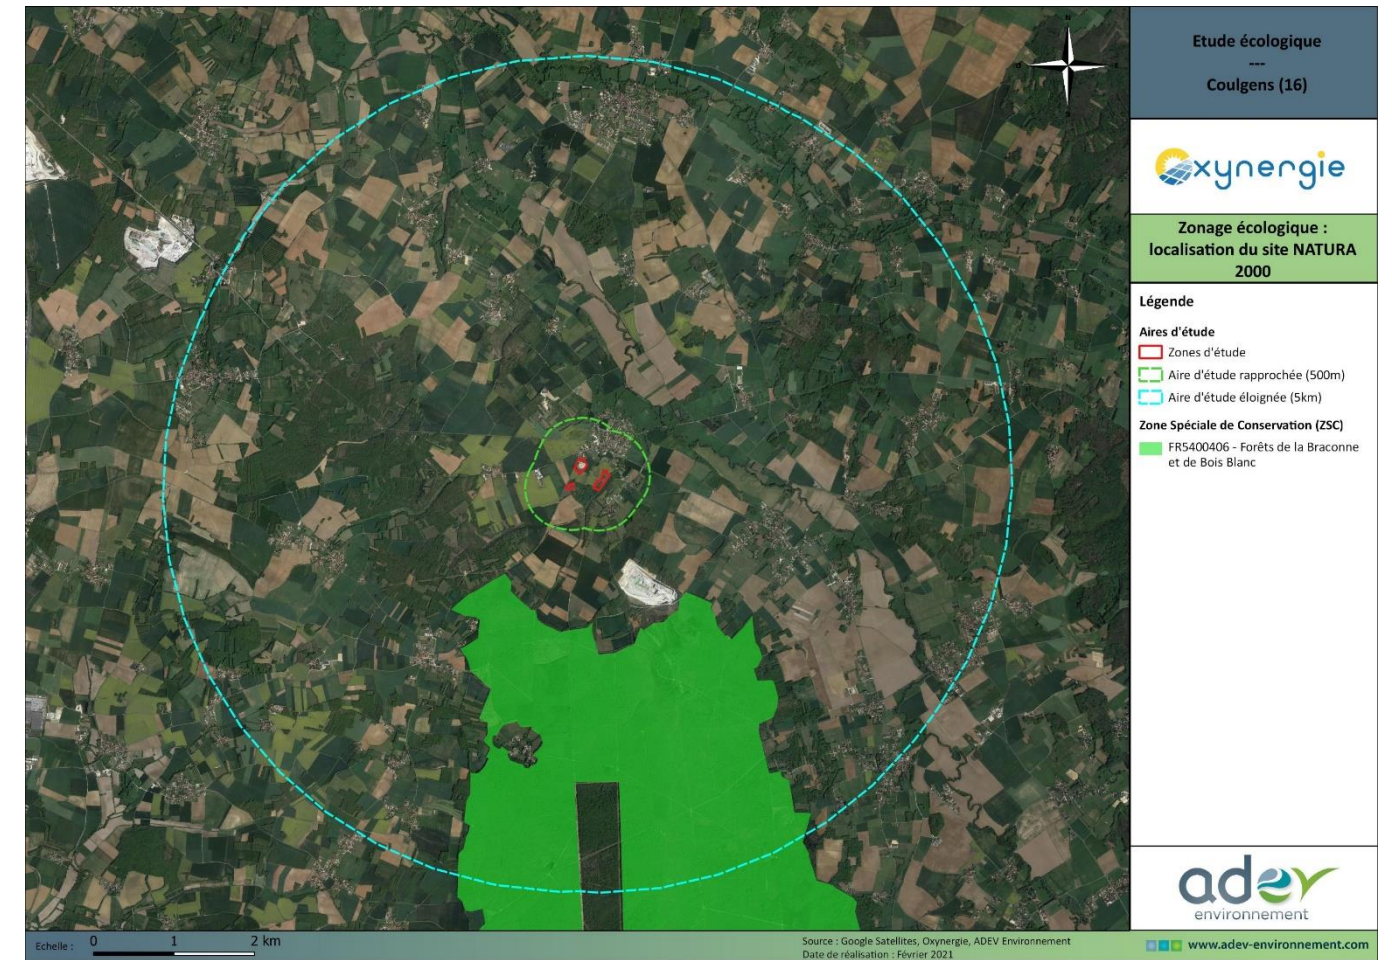 Etude écologique
---
Coulgens (16)
Oxynergie
Zonage écologique :
localisation du site NATURA
2000
Légende
Aires d'étude
Zones d'étude
Aire d'étude rapprochée (500m)
Aire d'étude éloignée (5km)
Zone Spéciale de Conservation (ZSC)
FR5400406 - Forêts de la Braconne
et de Bois Blanc
adev
environnement
Echelle :
0 1 2 km
Source : Google Satellites, Oxynergie, ADEV Environnement
Date de réalisation : Février 2021
www.adev-environnement.com